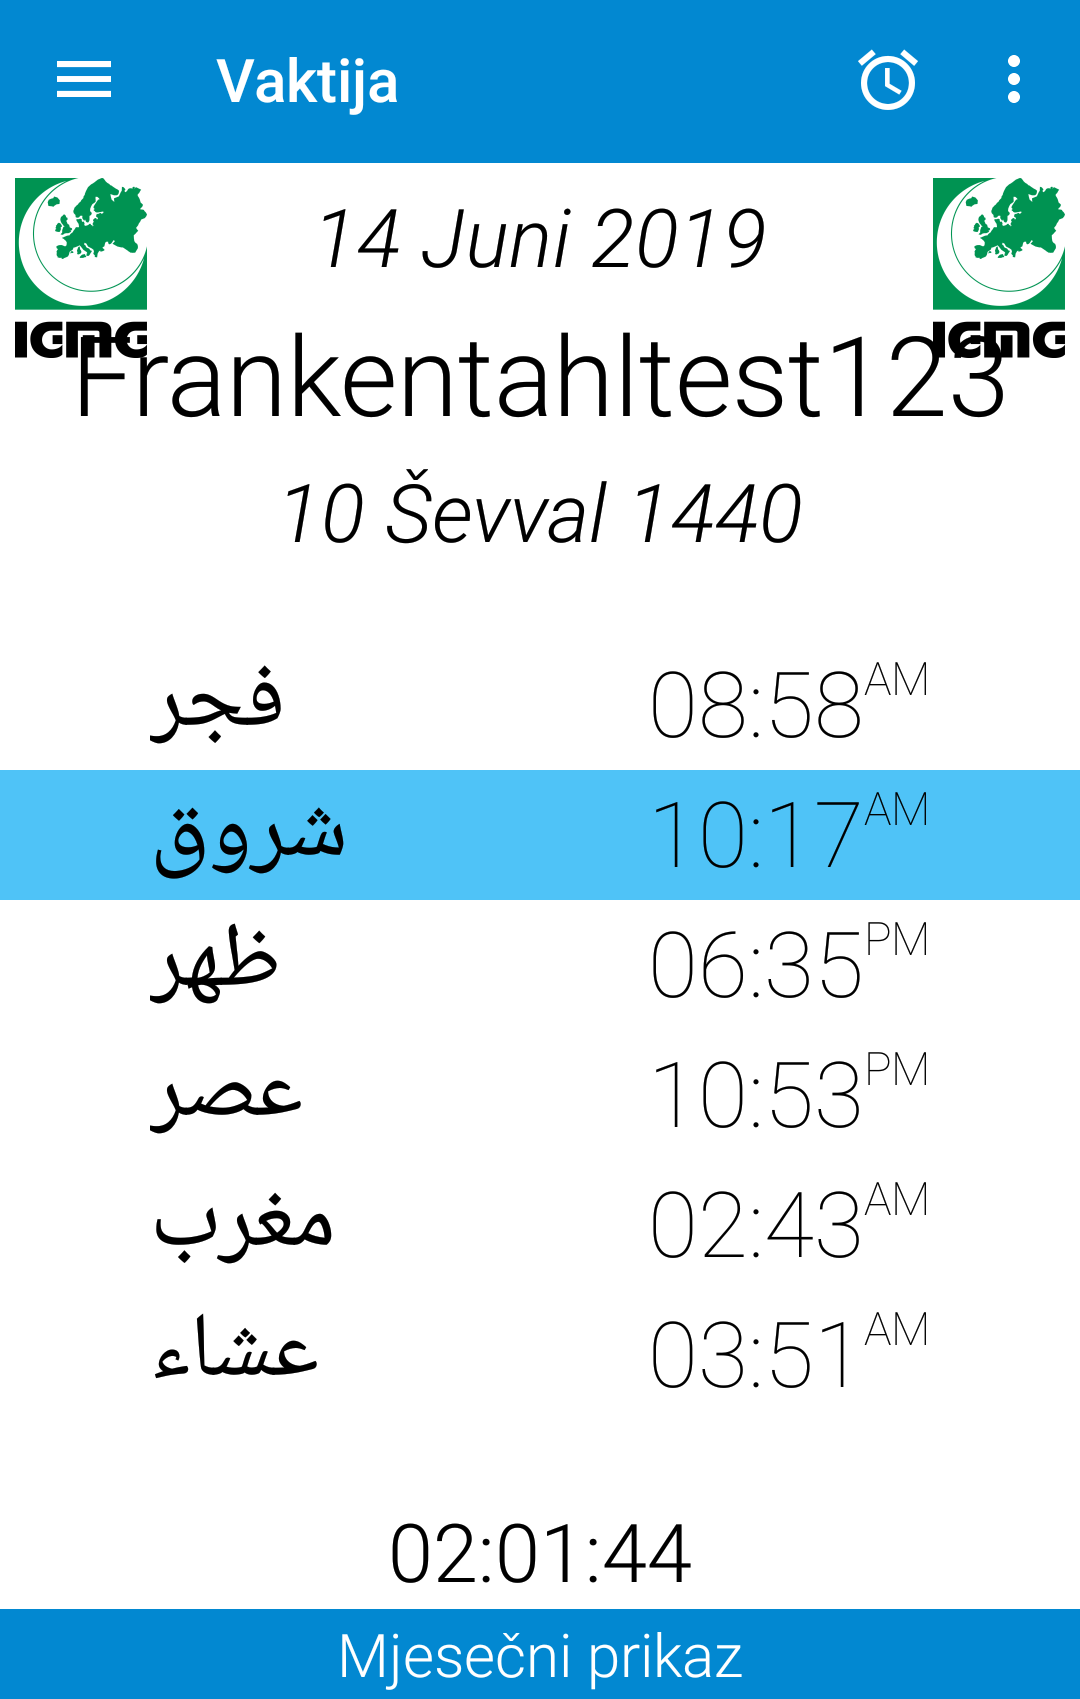 Vaktija
14 Juni 2019
IGMG IGMG
Frankentahltest123
10 Ševval 1440
فجر 08:58 AM
شروق 10:17 AM
ظهر 06:35 PM
عصر 10:53 PM
مغرب 02:43 AM
عشاء 03:51 AM
02:01:44
Mjesečni prikaz